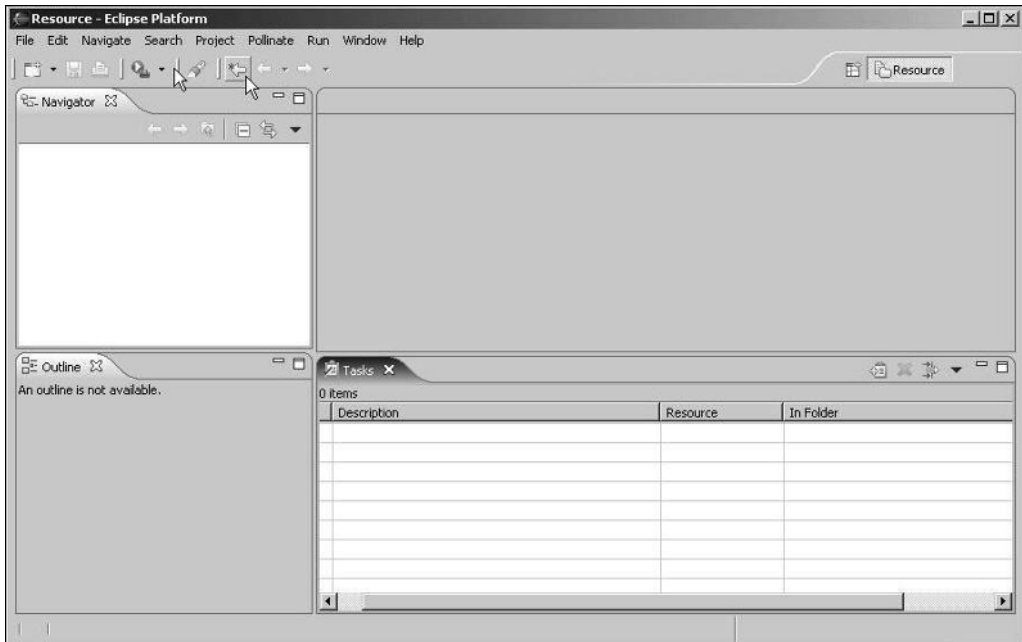 Resource - Eclipse Platform
File Edit Navigate Search Project Pollinate Run Window Help
Resource
Navigator
Outline
An outline is not available.
Tasks
0 items
Description Resource In Folder